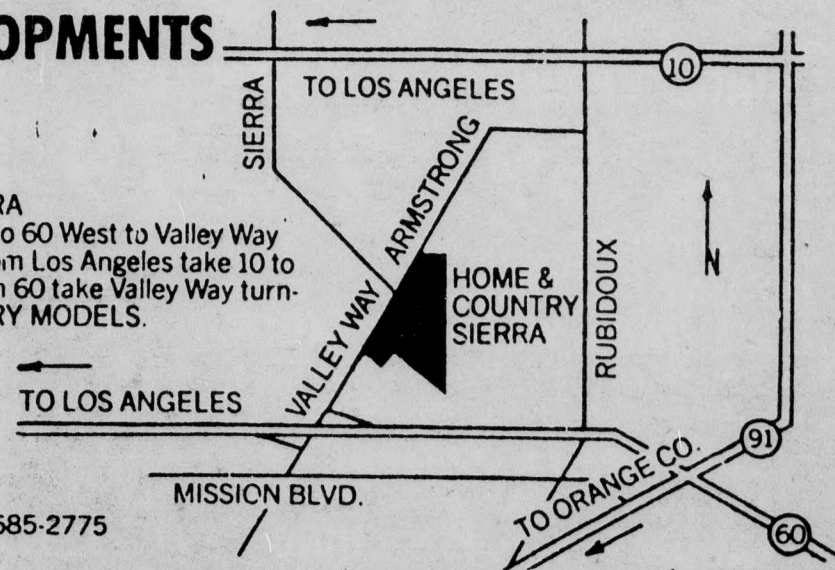 OPMENTS
SIERRA
TO LOS ANGELES
10
ARMSTRONG
RA
o 60 West to Valley Way
om Los Angeles take 10 to
n 60 take Valley Way turn-
RY MODELS.
N
HOME &
COUNTRY
SIERRA
RUBIDOUX
VALLEY WAY
TO LOS ANGELES
91
MISSION BLVD.
TO ORANGE CO.
585-2775
60